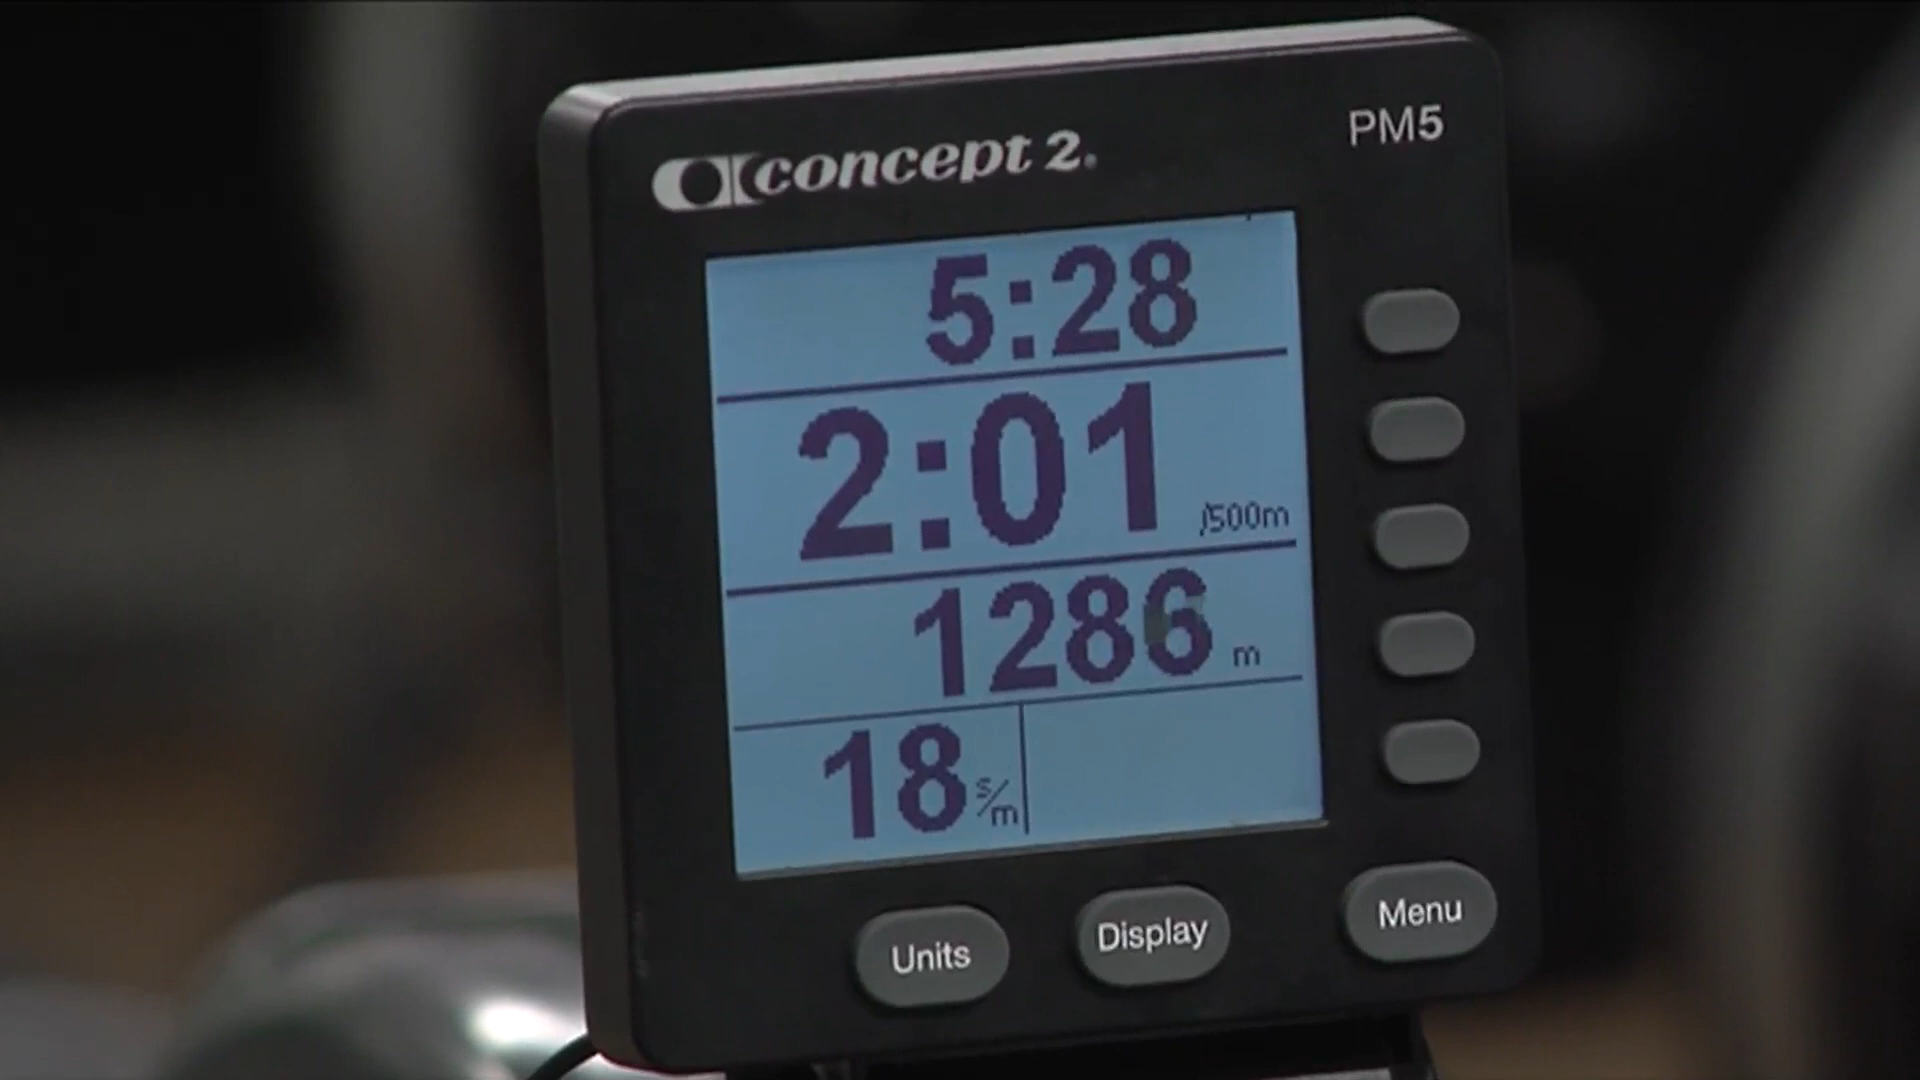 concept 2.
PM5
5:28
2:01 /500m
1286 m
18 s/m
Units
Display
Menu